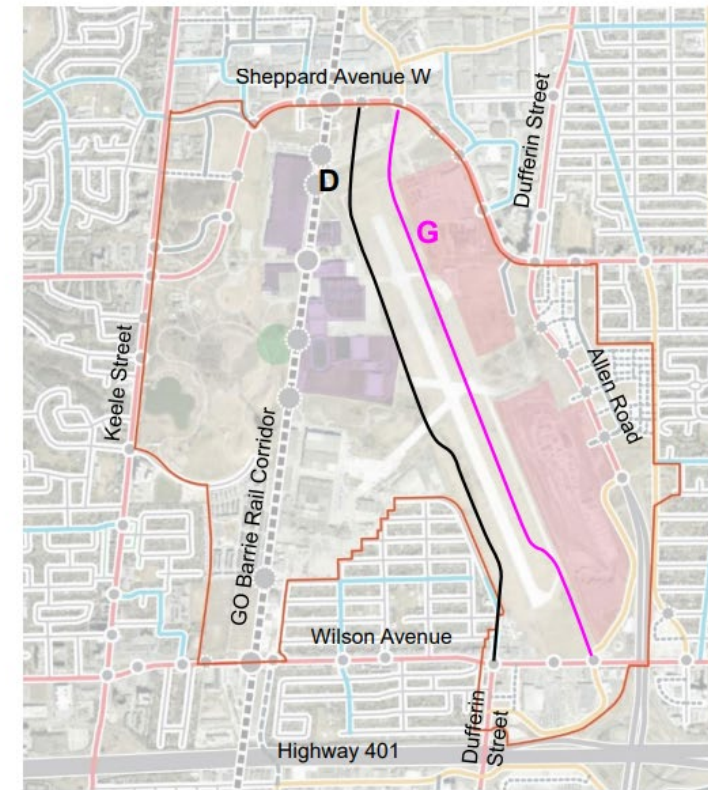 Sheppard Avenue W
Dufferin Street
D
G
Keele Street
Allen Road
GO Barrie Rail Corridor
Wilson Avenue
Dufferin
Street
Highway 401